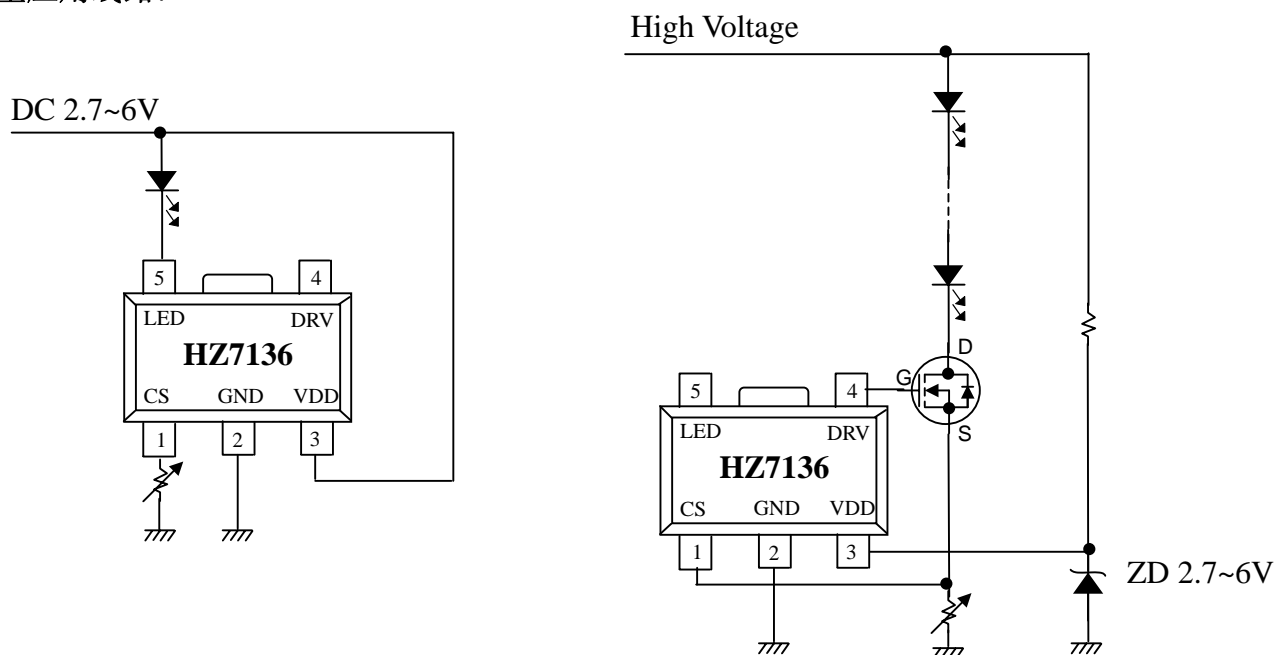 High Voltage
DC 2.7~6V
5
4
LED
DRV
HZ7136
CS
GND
VDD
1
2
3
D
G
S
5
4
LED
DRV
HZ7136
CS
GND
VDD
1
2
3
ZD 2.7~6V